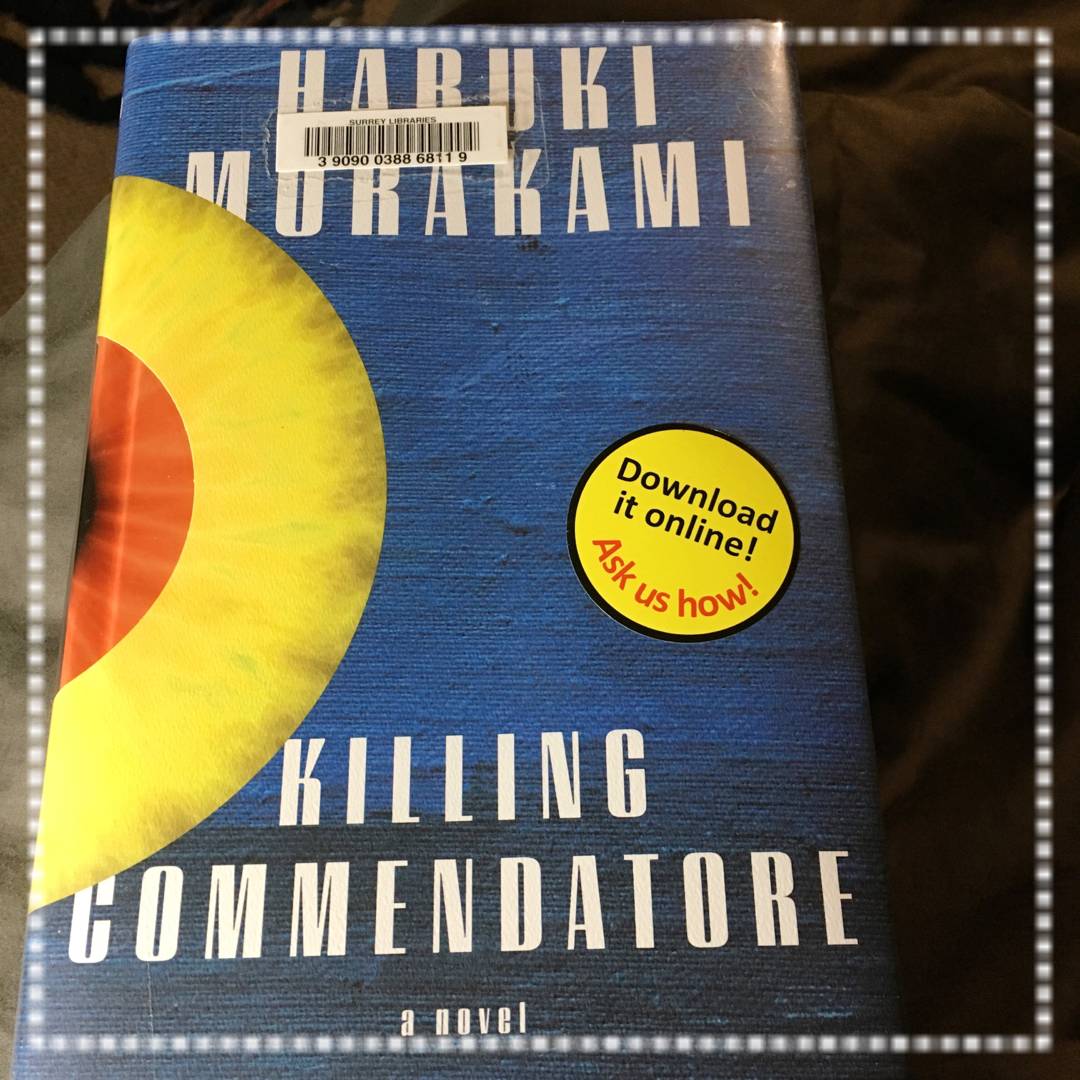 HARUKI
SURREY LIBRARIES
3 9090 0388 6811 9
MURAKAMI
Download
it online!
Ask us how!
KILLING
COMMENDATORE
a novel